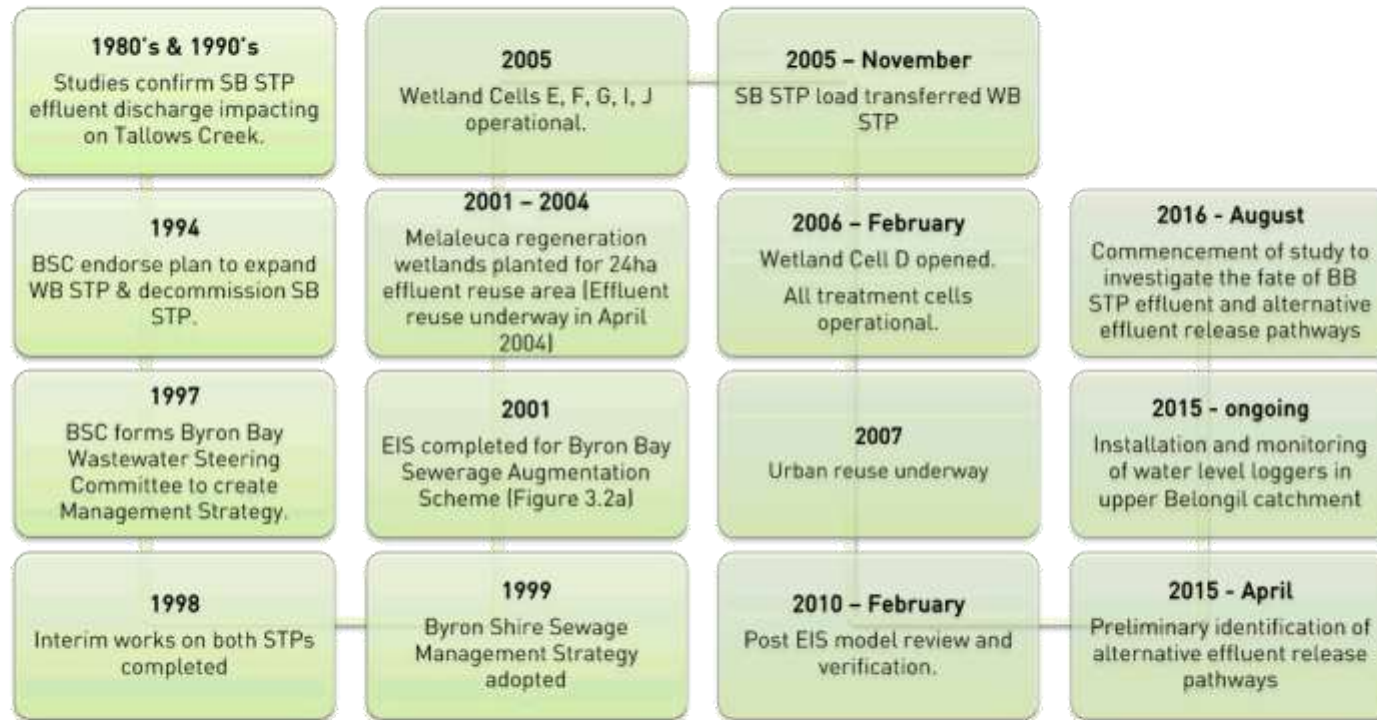 1980's & 1990's
Studies confirm SB STP
effluent discharge impacting
on Tallows Creek.
1994
BSC endorse plan to expand
WB STP & decommission SB
STP.
1997
BSC forms Byron Bay
Wastewater Steering
Committee to create
Management Strategy.
1998
Interim works on both STPs
completed
1999
Byron Shire Sewage
Management Strategy
adopted
2001
EIS completed for Byron Bay
Sewerage Augmentation
Scheme (Figure 3.2a)
2001 – 2004
Melaleuca regeneration
wetlands planted for 24ha
effluent reuse area (Effluent
reuse underway in April
2004)
2005
Wetland Cells E, F, G, I, J
operational.
2005 – November
SB STP load transferred WB
STP
2006 – February
Wetland Cell D opened.
All treatment cells
operational.
2007
Urban reuse underway
2010 – February
Post EIS model review and
verification.
2015 - April
Preliminary identification of
alternative effluent release
pathways
2015 - ongoing
Installation and monitoring
of water level loggers in
upper Belongil catchment
2016 - August
Commencement of study to
investigate the fate of BB
STP effluent and alternative
effluent release pathways